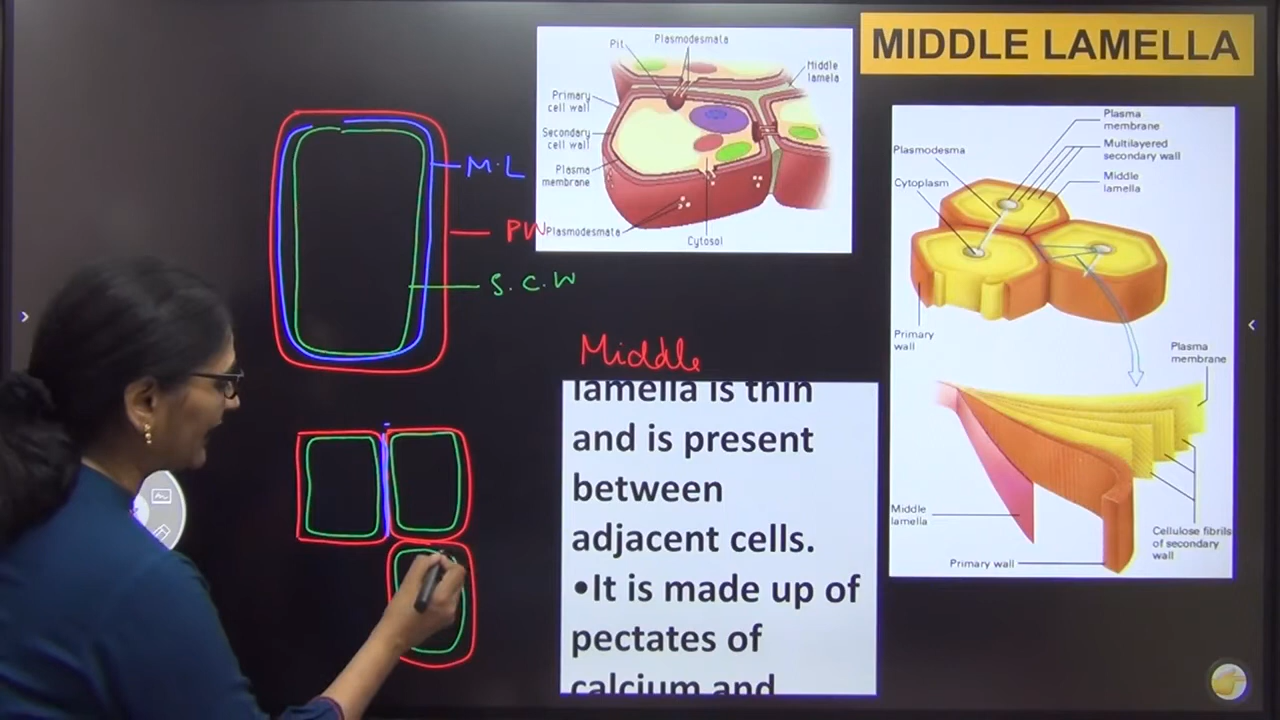 MIDDLE LAMELLA
Pit
Plasmodesmata
Middle
lamela
Primary
cell wall
Secondary
cell wall
Plasma
membrane
Plasmodesmata
Cytosol
M.L
PW
S.C.W
Middle
lamella is thin
and is present
between
adjacent cells.
•It is made up of
pectates of
calcium and
Plasma
membrane
Plasmodesma
Multilayered
secondary wall
Cytoplasm
Middle
lamella
Primary
wall
Plasma
membrane
Middle
lamella
Cellulose fibrils
of secondary
wall
Primary wall